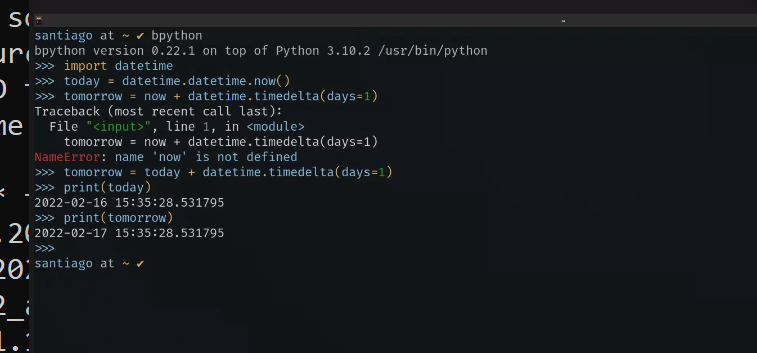 santiago at ~ ✔ bpython
bpython version 0.22.1 on top of Python 3.10.2 /usr/bin/python
>>> import datetime
>>> today = datetime.datetime.now()
>>> tomorrow = now + datetime.timedelta(days=1)
Traceback (most recent call last):
  File "<input>", line 1, in <module>
    tomorrow = now + datetime.timedelta(days=1)
NameError: name 'now' is not defined
>>> tomorrow = today + datetime.timedelta(days=1)
>>> print(today)
2022-02-16 15:35:28.531795
>>> print(tomorrow)
2022-02-17 15:35:28.531795
>>>
santiago at ~ ✔